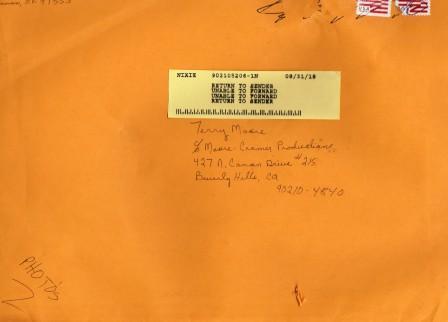 NIXIE 902105206-1N 08/31/18
RETURN TO SENDER
UNABLE TO FORWARD
UNABLE TO FORWARD
RETURN TO SENDER
Terry Moore
℅ Moore-Cramer Productions
427 N. Canon Drive #215
Beverly Hills, CA
90210-4840
PHOTO'S